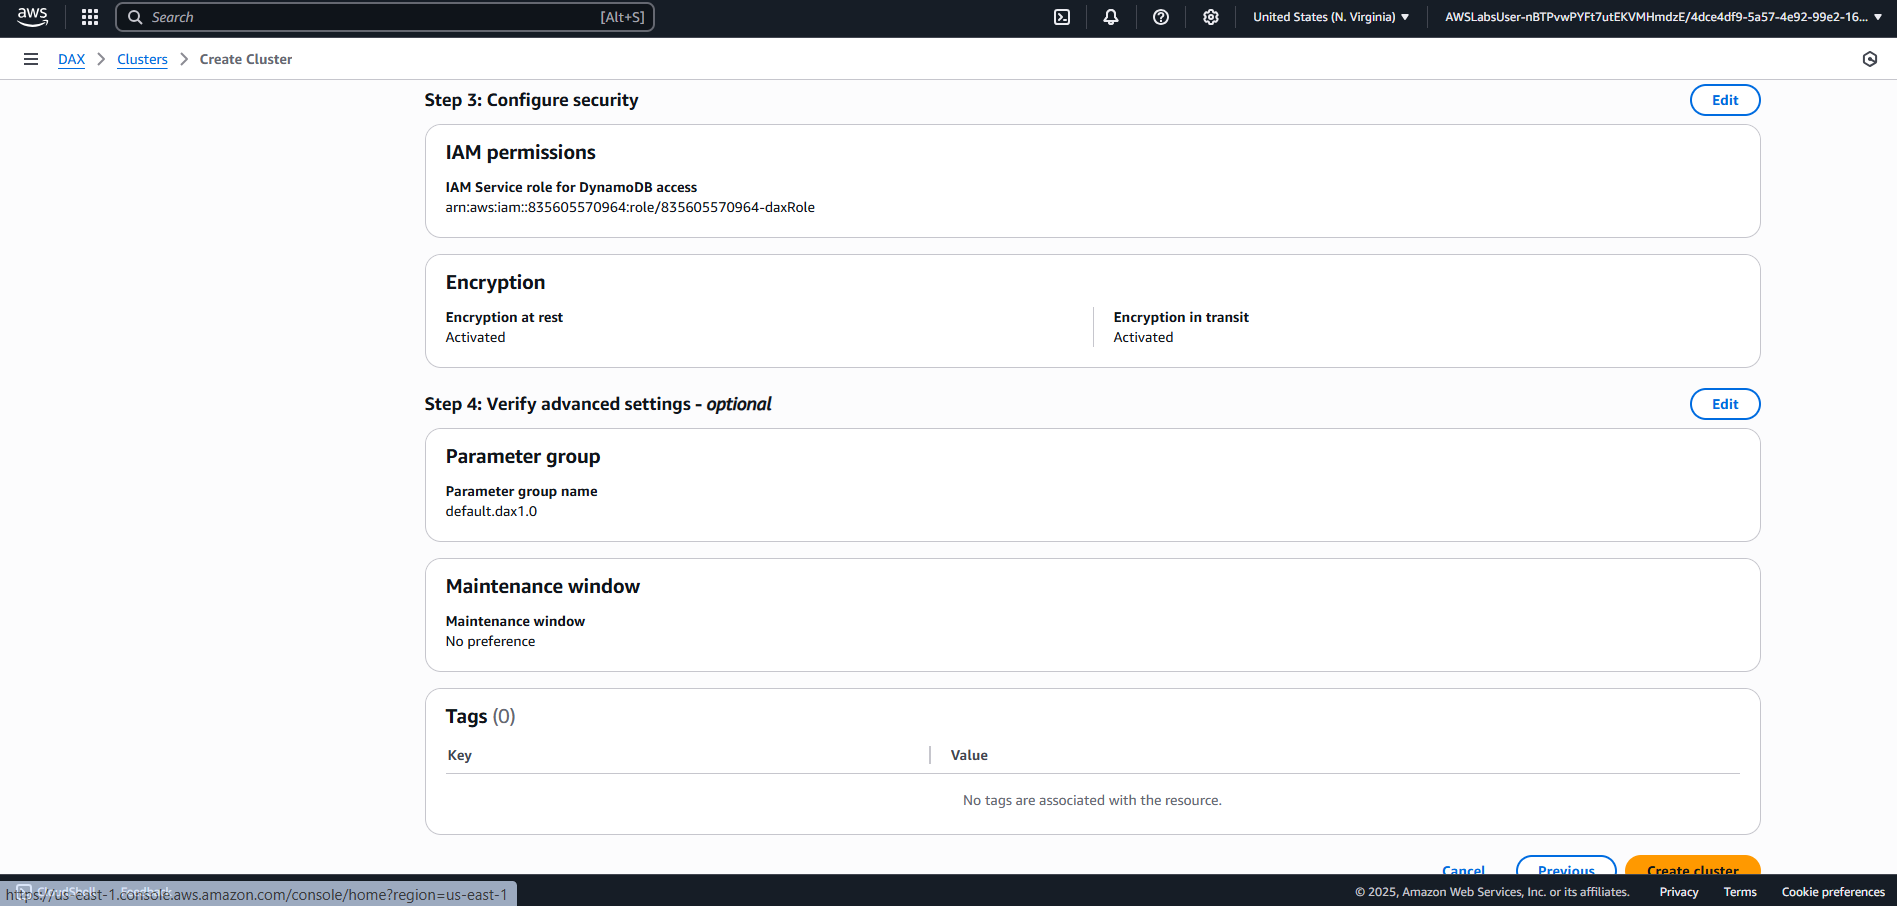 aws
Search [Alt+S]
United States (N. Virginia)
AWSLabsUser-nBTPvwPYFt7utEKVMHmdzE/4dce4df9-5a57-4e92-99e2-16...
DAX Clusters Create Cluster
Step 3: Configure security
Edit
IAM permissions
IAM Service role for DynamoDB access
arn:aws:iam::835605570964:role/835605570964-daxRole
Encryption
Encryption at rest
Activated
Encryption in transit
Activated
Step 4: Verify advanced settings - optional
Edit
Parameter group
Parameter group name
default.dax1.0
Maintenance window
Maintenance window
No preference
Tags (0)
Key Value
No tags are associated with the resource.
Cancel Previous Create cluster
CloudShell Feedback
https://us-east-1.console.aws.amazon.com/console/home?region=us-east-1
© 2025, Amazon Web Services, Inc. or its affiliates. Privacy Terms Cookie preferences